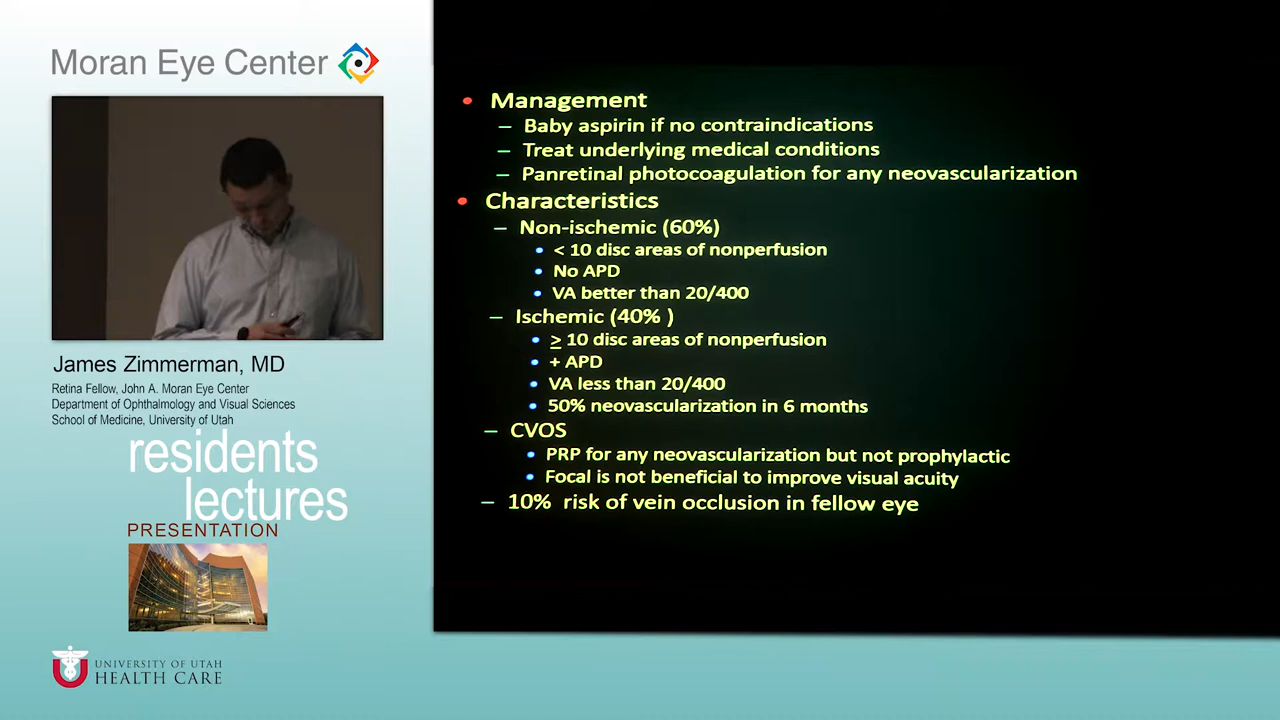 Moran Eye Center
James Zimmerman, MD
Retina Fellow, John A. Moran Eye Center
Department of Ophthalmology and Visual Sciences
School of Medicine, University of Utah
residents
lectures
PRESENTATION
UNIVERSITY OF UTAH
HEALTH CARE
• Management
– Baby aspirin if no contraindications
– Treat underlying medical conditions
– Panretinal photocoagulation for any neovascularization
• Characteristics
– Non-ischemic (60%)
• < 10 disc areas of nonperfusion
• No APD
• VA better than 20/400
– Ischemic (40% )
• ≥ 10 disc areas of nonperfusion
• + APD
• VA less than 20/400
• 50% neovascularization in 6 months
– CVOS
• PRP for any neovascularization but not prophylactic
• Focal is not beneficial to improve visual acuity
– 10% risk of vein occlusion in fellow eye